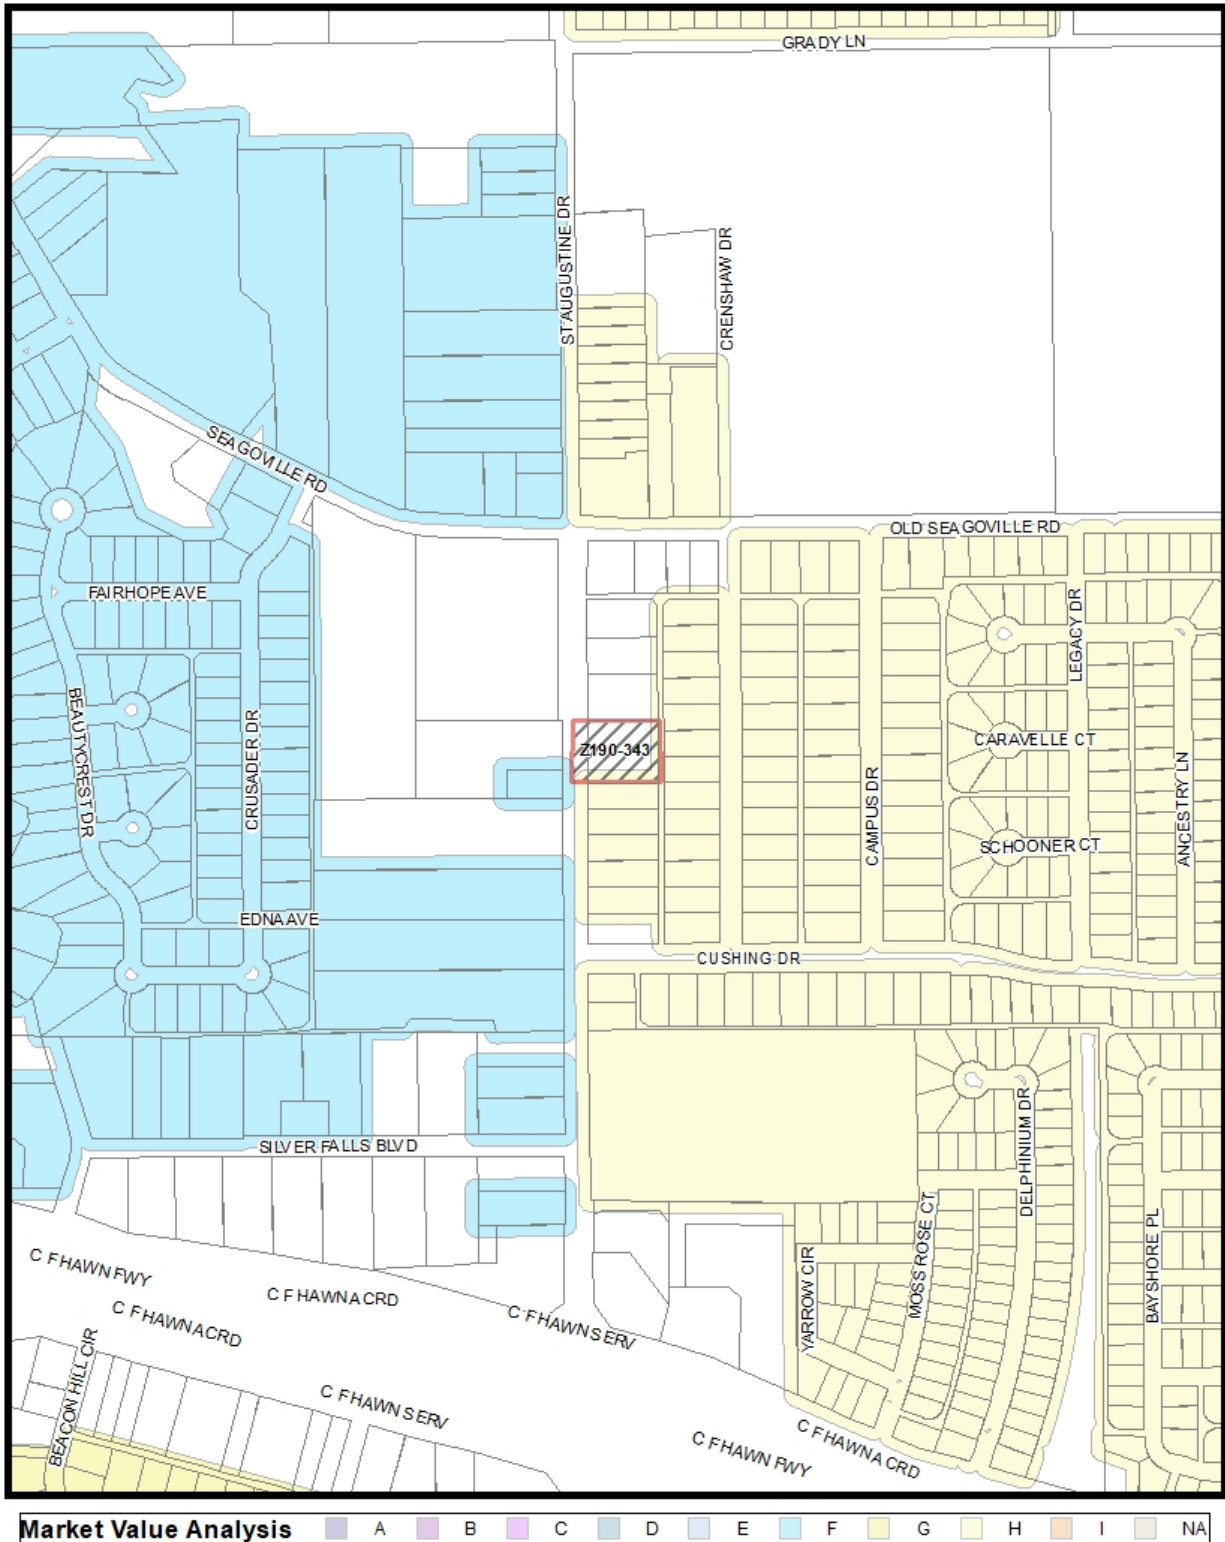 GRADY LN
ST AUGUSTINE DR
CRENSHAW DR
SEAGOVILLE RD
OLD SEAGOVILLE RD
FAIRHOPE AVE
LEGACY DR
BEAUTYCREST DR
CRUSADER DR
Z190-343
CARAVELLE CT
CAMPUS DR
ANCESTRY LN
SCHOONER CT
EDNA AVE
CUSHING DR
SILVER FALLS BLVD
DELPHINIUM DR
MOSS ROSE CT
YARROW CIR
BAYSHORE PL
C F HAWN FWY
C F HAWN ACRD
C F HAWN ACRD
C F HAWN SERV
BEACON HILL CIR
C F HAWN SERV
C F HAWN FWY
C F HAWN ACRD
Market Value Analysis A B C D E F G H I NA